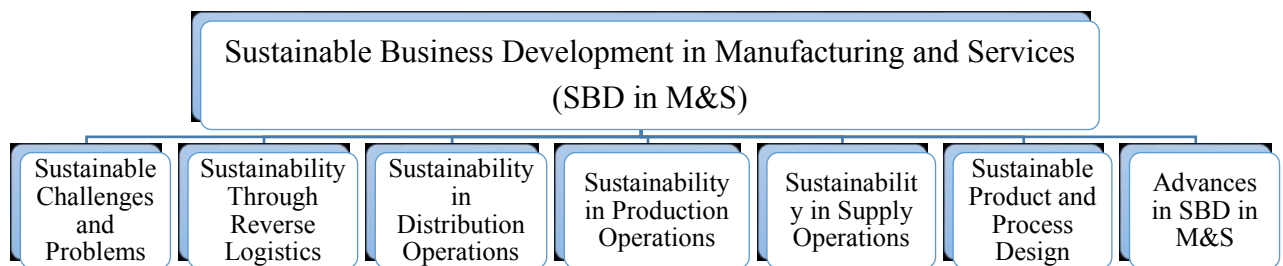 Sustainable Business Development in Manufacturing and Services
(SBD in M&S)
Sustainable
Challenges
and
Problems
Sustainability
Through
Reverse
Logistics
Sustainability
in
Distribution
Operations
Sustainability
in Production
Operations
Sustainabilit
y in Supply
Operations
Sustainable
Product and
Process
Design
Advances
in SBD in
M&S